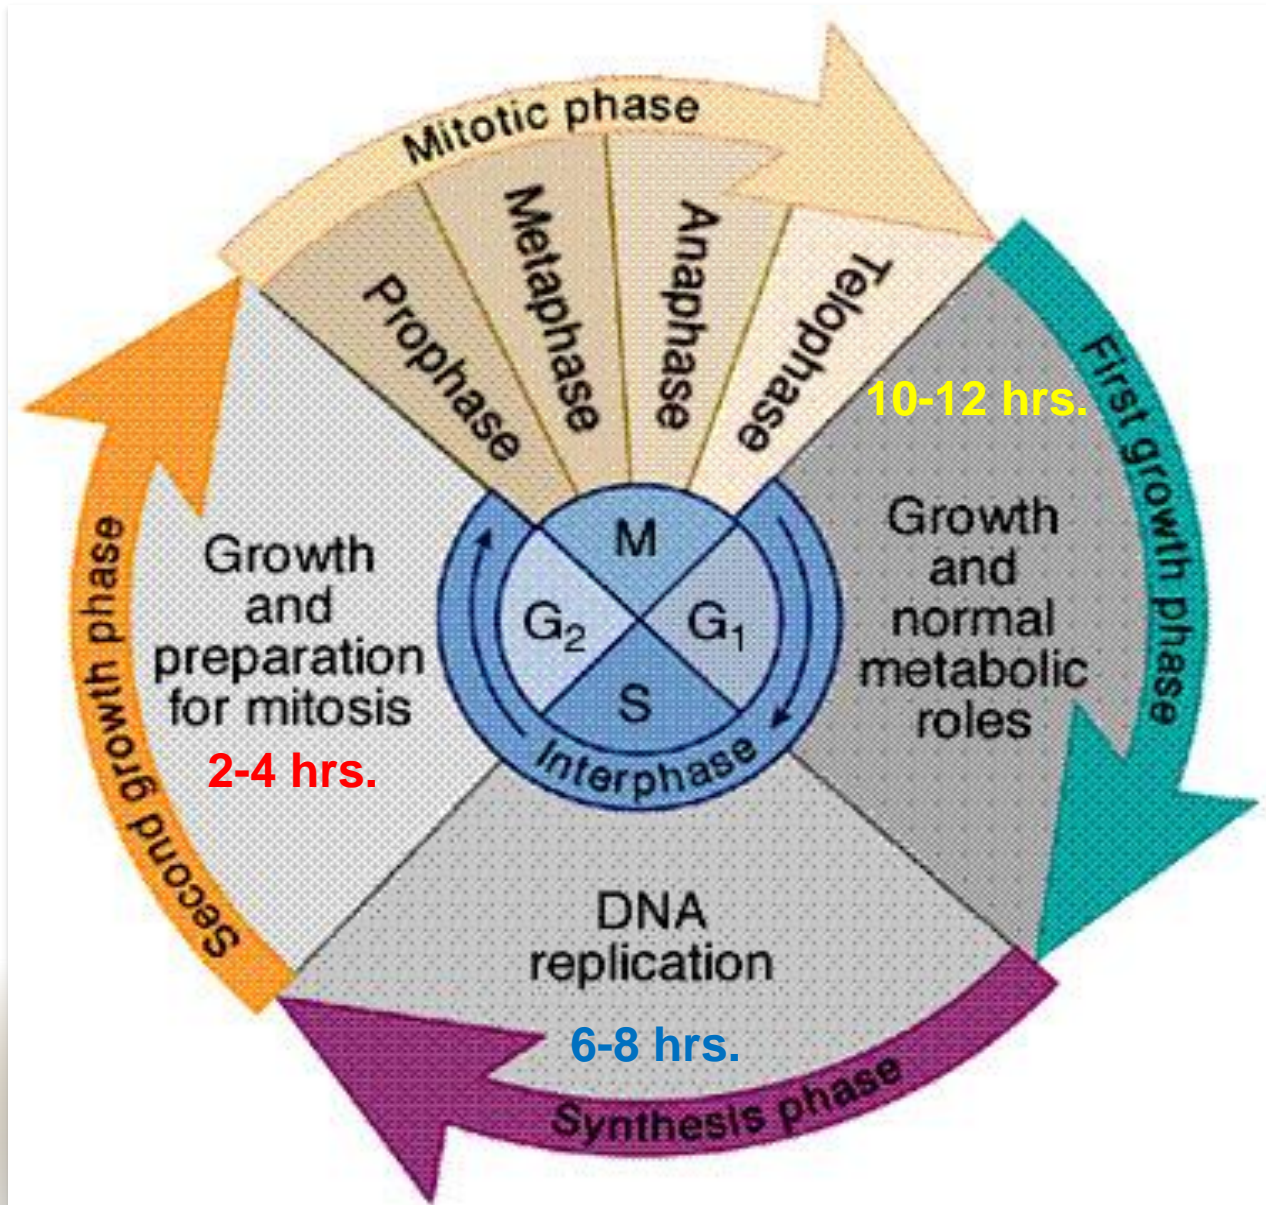 Mitotic phase
Prophase
Metaphase
Anaphase
Telophase
10-12 hrs.
First growth phase
Growth
and
normal
metabolic
roles
M
G₂
G₁
S
Interphase
Growth
and
preparation
for mitosis
2-4 hrs.
Second growth phase
DNA
replication
6-8 hrs.
Synthesis phase